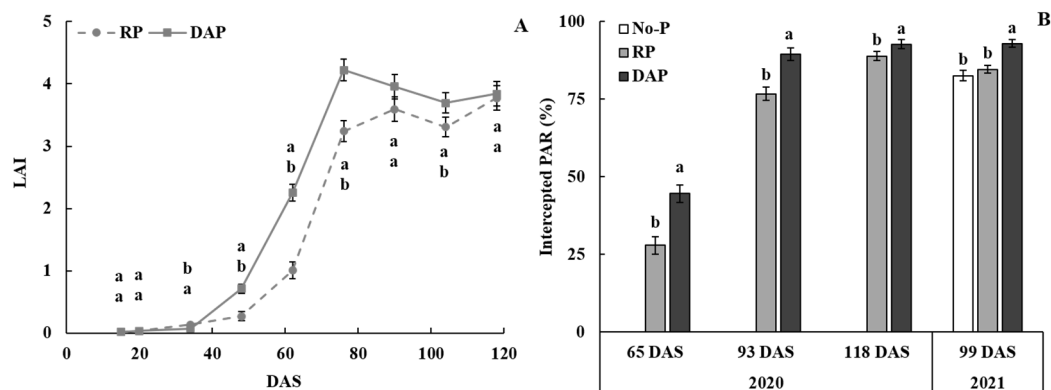 RP DAP
A
5
4
3
2
1
0
LAI
a a b a a a a a a
a a a b b b a b a
0 20 40 60 80 100 120
DAS
B
100
75
50
25
0
Intercepted PAR (%)
No-P
RP
DAP
b a b a b a b b a
65 DAS 93 DAS 118 DAS 99 DAS
2020 2021